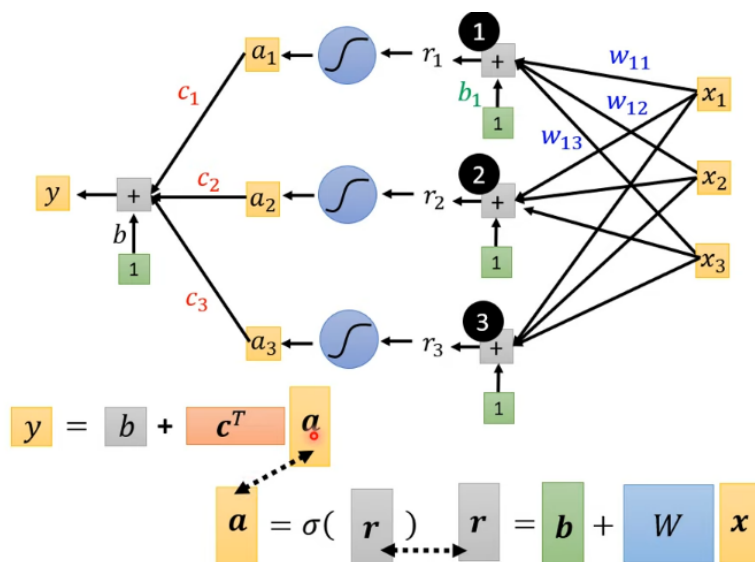 a₁ r₁ 1 + w₁₁
c₁ b₁ w₁₂ x₁
1 w₁₃
y + c₂ a₂ r₂ 2 + x₂
b
1 1 x₃
c₃
a₃ r₃ 3 +
1
y = b + cᵀ a
a = σ( r ) r = b + W x